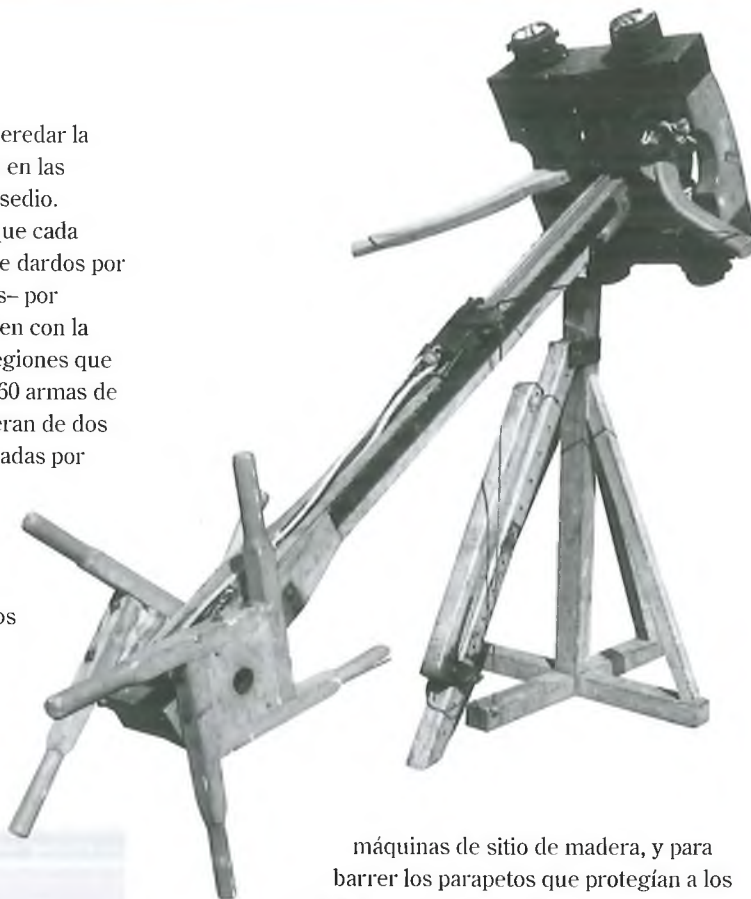 eredar la
en las
sedio.
que cada
e dardos por
s– por
en con la
egiones que
60 armas de
eran de dos
adas por
os
máquinas de sitio de madera, y para
barrer los parapetos que protegían a los